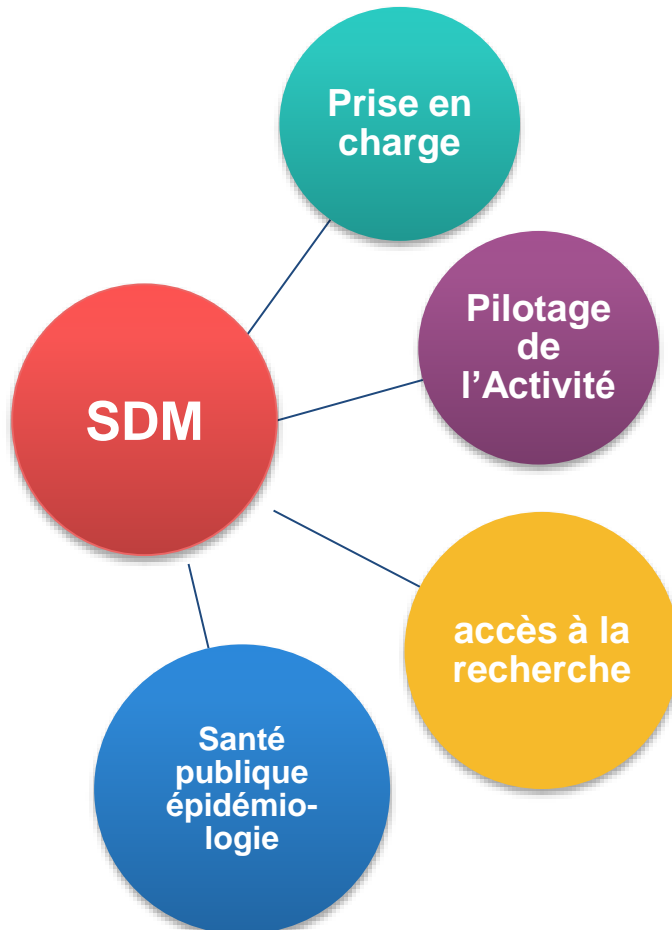 Prise en
charge
Pilotage
de
l’Activité
SDM
accès à la
recherche
Santé
publique
épidémio-
logie